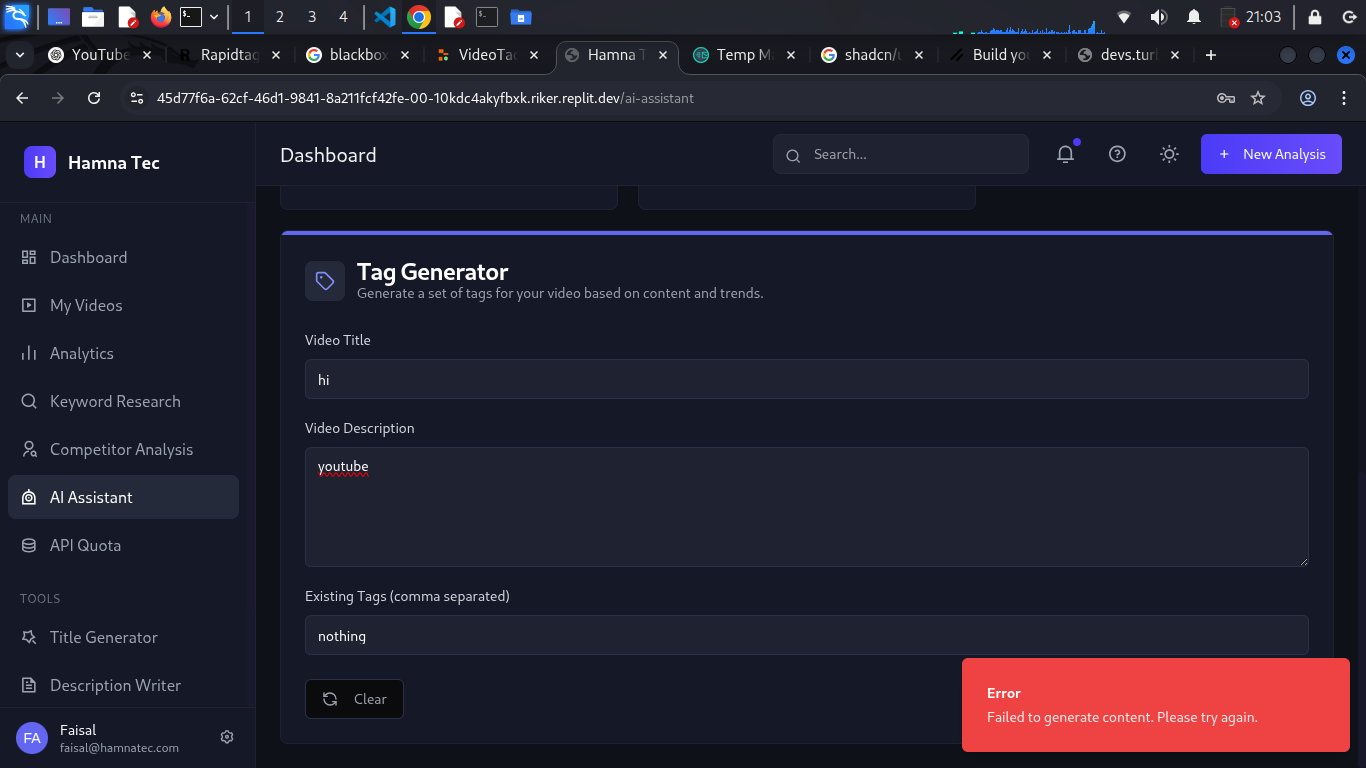 1 2 3 4 21:03
YouTube Rapidtag blackbox VideoTac Hamna T Temp Ma shadcn/u Build you devs.turl
45d77f6a-62cf-46d1-9841-8a211fcf42fe-00-10kdc4akyfbxk.riker.replit.dev/ai-assistant
H Hamna Tec
Dashboard
Search...
+ New Analysis
MAIN
Dashboard
My Videos
Analytics
Keyword Research
Competitor Analysis
AI Assistant
API Quota
TOOLS
Title Generator
Description Writer
FA Faisal
faisal@hamnatec.com
Tag Generator
Generate a set of tags for your video based on content and trends.
Video Title
hi
Video Description
youtube
Existing Tags (comma separated)
nothing
Clear
Error
Failed to generate content. Please try again.